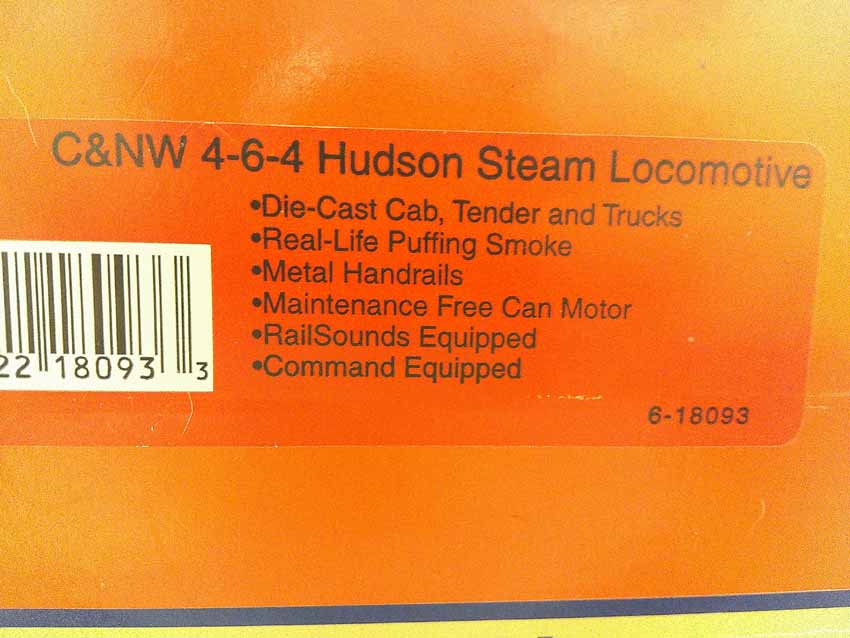 C&NW 4-6-4 Hudson Steam Locomotive
•Die-Cast Cab, Tender and Trucks
•Real-Life Puffing Smoke
•Metal Handrails
•Maintenance Free Can Motor
•RailSounds Equipped
•Command Equipped
22 18093 3
6-18093